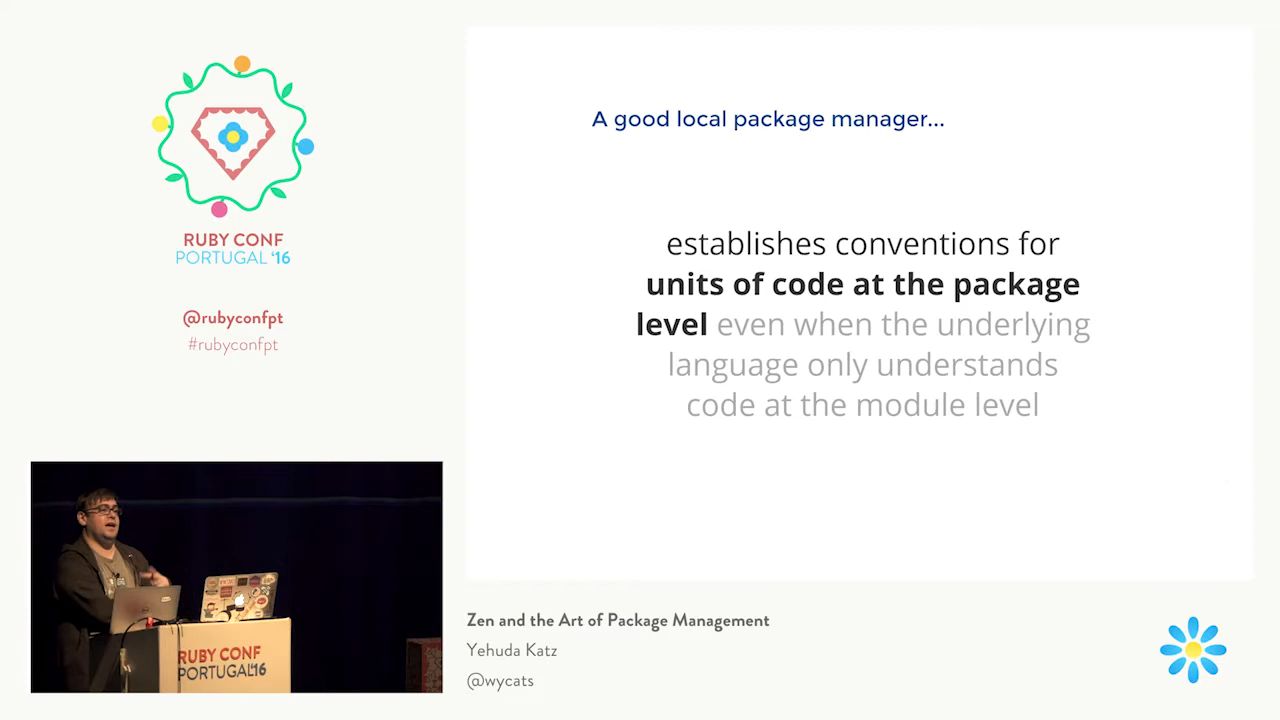 RUBY CONF
PORTUGAL '16
@rubyconfpt
#rubyconfpt
A good local package manager...
establishes conventions for
units of code at the package
level even when the underlying
language only understands
code at the module level
RUBY CONF
PORTUGAL'16
Zen and the Art of Package Management
Yehuda Katz
@wycats